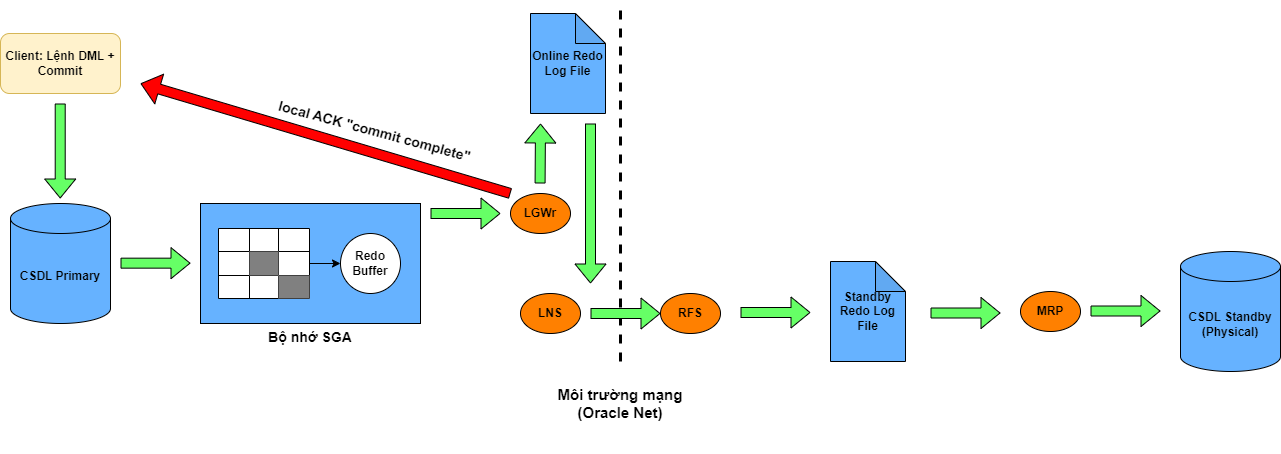 Client: Lệnh DML +
Commit
local ACK "commit complete"
Online Redo
Log File
LGWr
CSDL Primary
Redo
Buffer
Bộ nhớ SGA
LNS
RFS
Standby
Redo Log
File
MRP
CSDL Standby
(Physical)
Môi trường mạng
(Oracle Net)